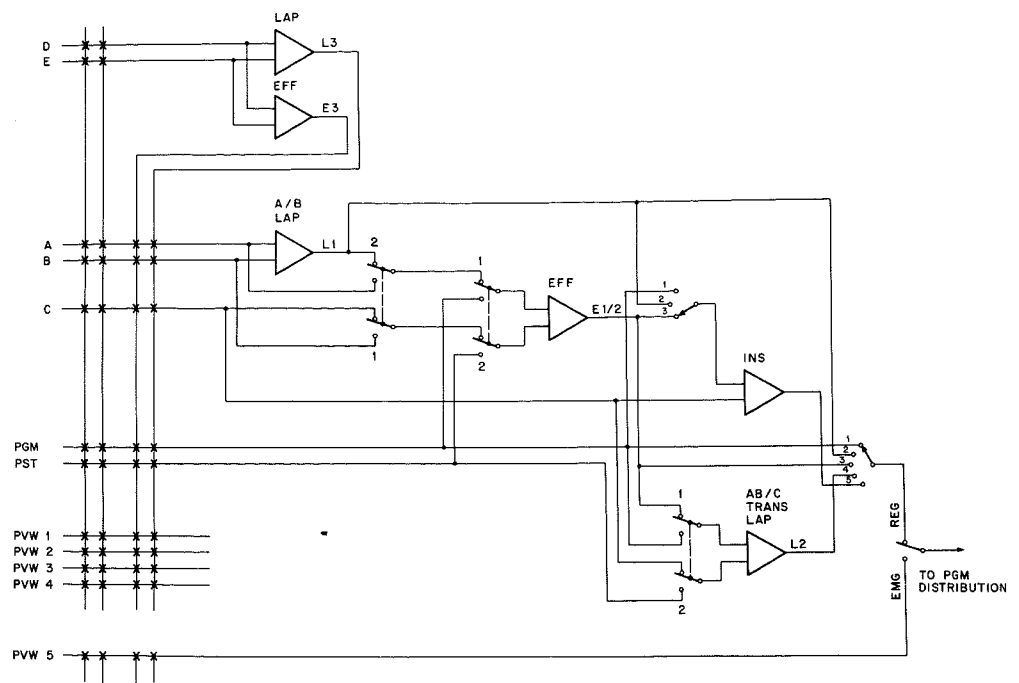 LAP
D
L3
E
EFF
E3
A/B
LAP
A
L1
2
B
1
EFF
1
C
2
E 1/2
3
1
2
INS
PGM
PST
1
2
3
4
5
1
AB/C
TRANS
LAP
L2
2
REG
EMG
TO PGM
DISTRIBUTION
PVW 1
PVW 2
PVW 3
PVW 4
PVW 5